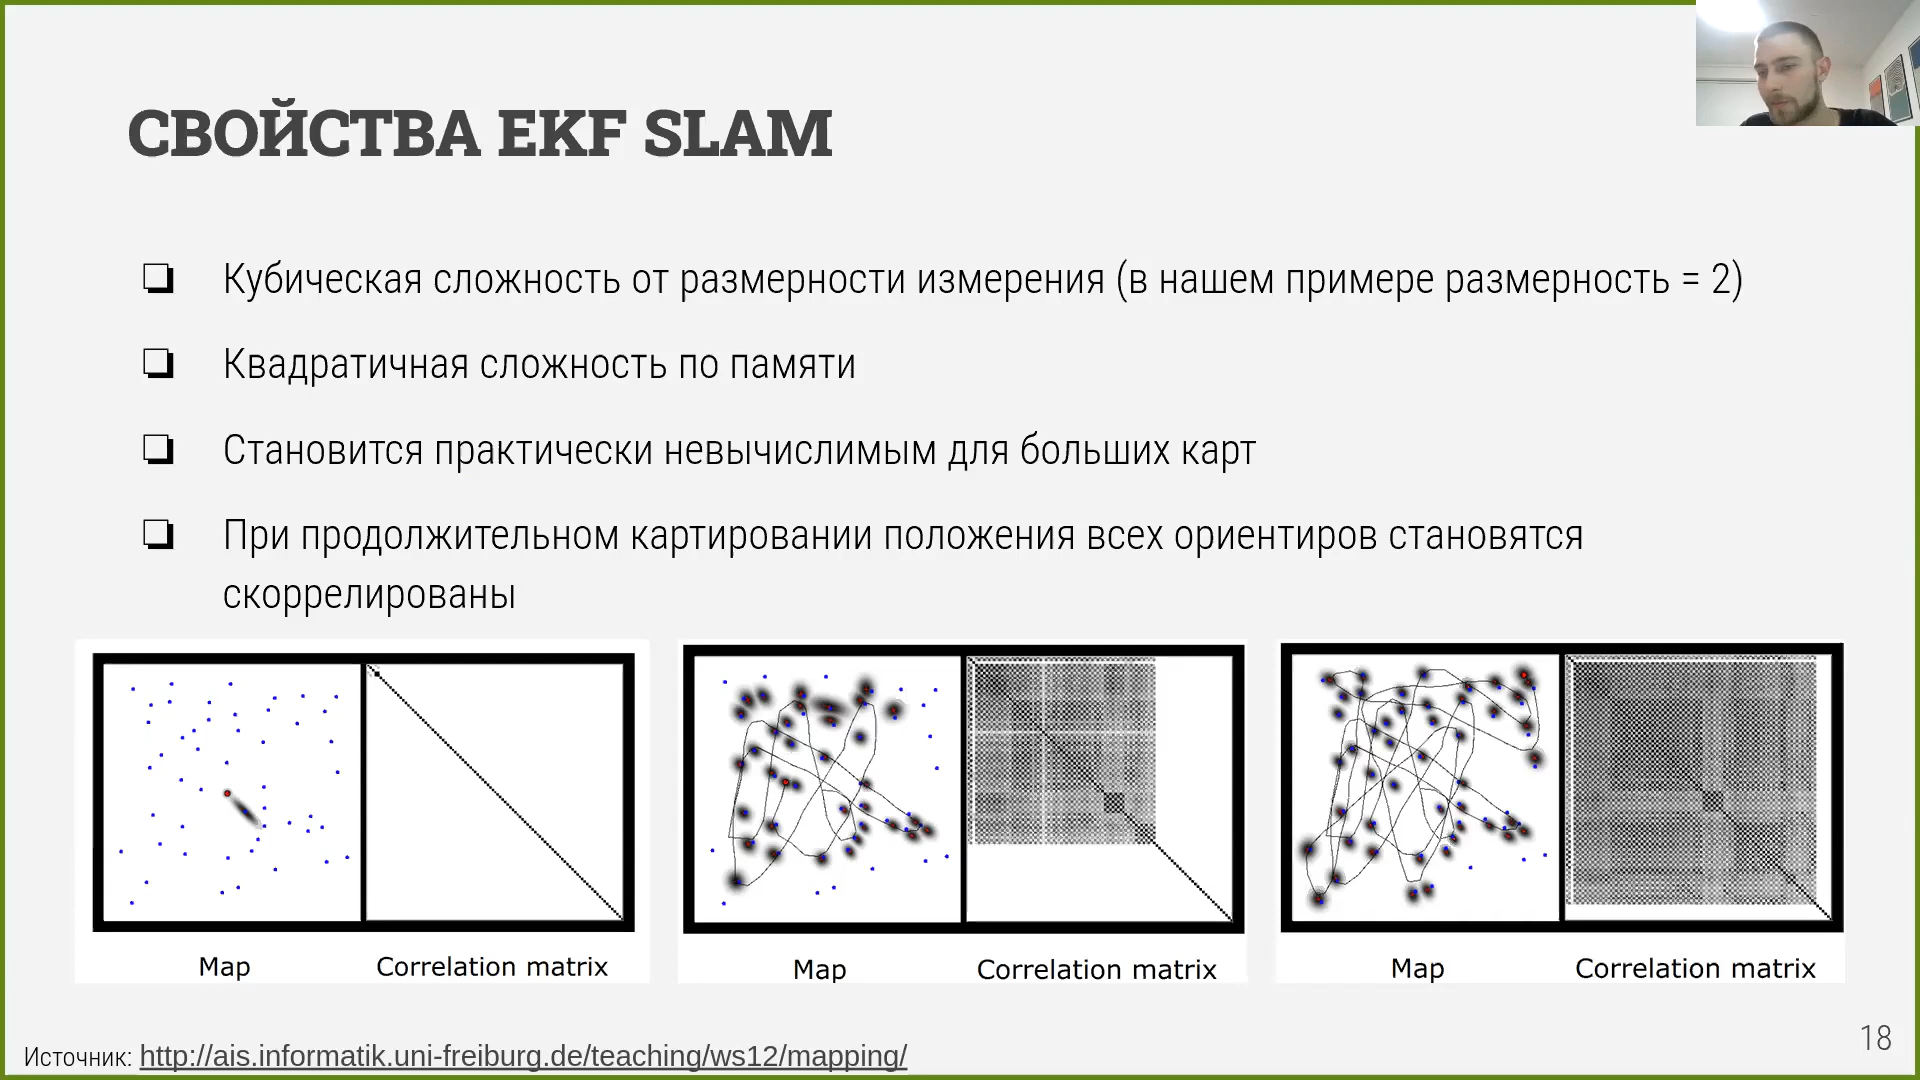 СВОЙСТВА EKF SLAM
Кубическая сложность от размерности измерения (в нашем примере размерность = 2)
Квадратичная сложность по памяти
Становится практически невычислимым для больших карт
При продолжительном картировании положения всех ориентиров становятся
скоррелированы
Map Correlation matrix
Map Correlation matrix
Map Correlation matrix
Источник: http://ais.informatik.uni-freiburg.de/teaching/ws12/mapping/
18